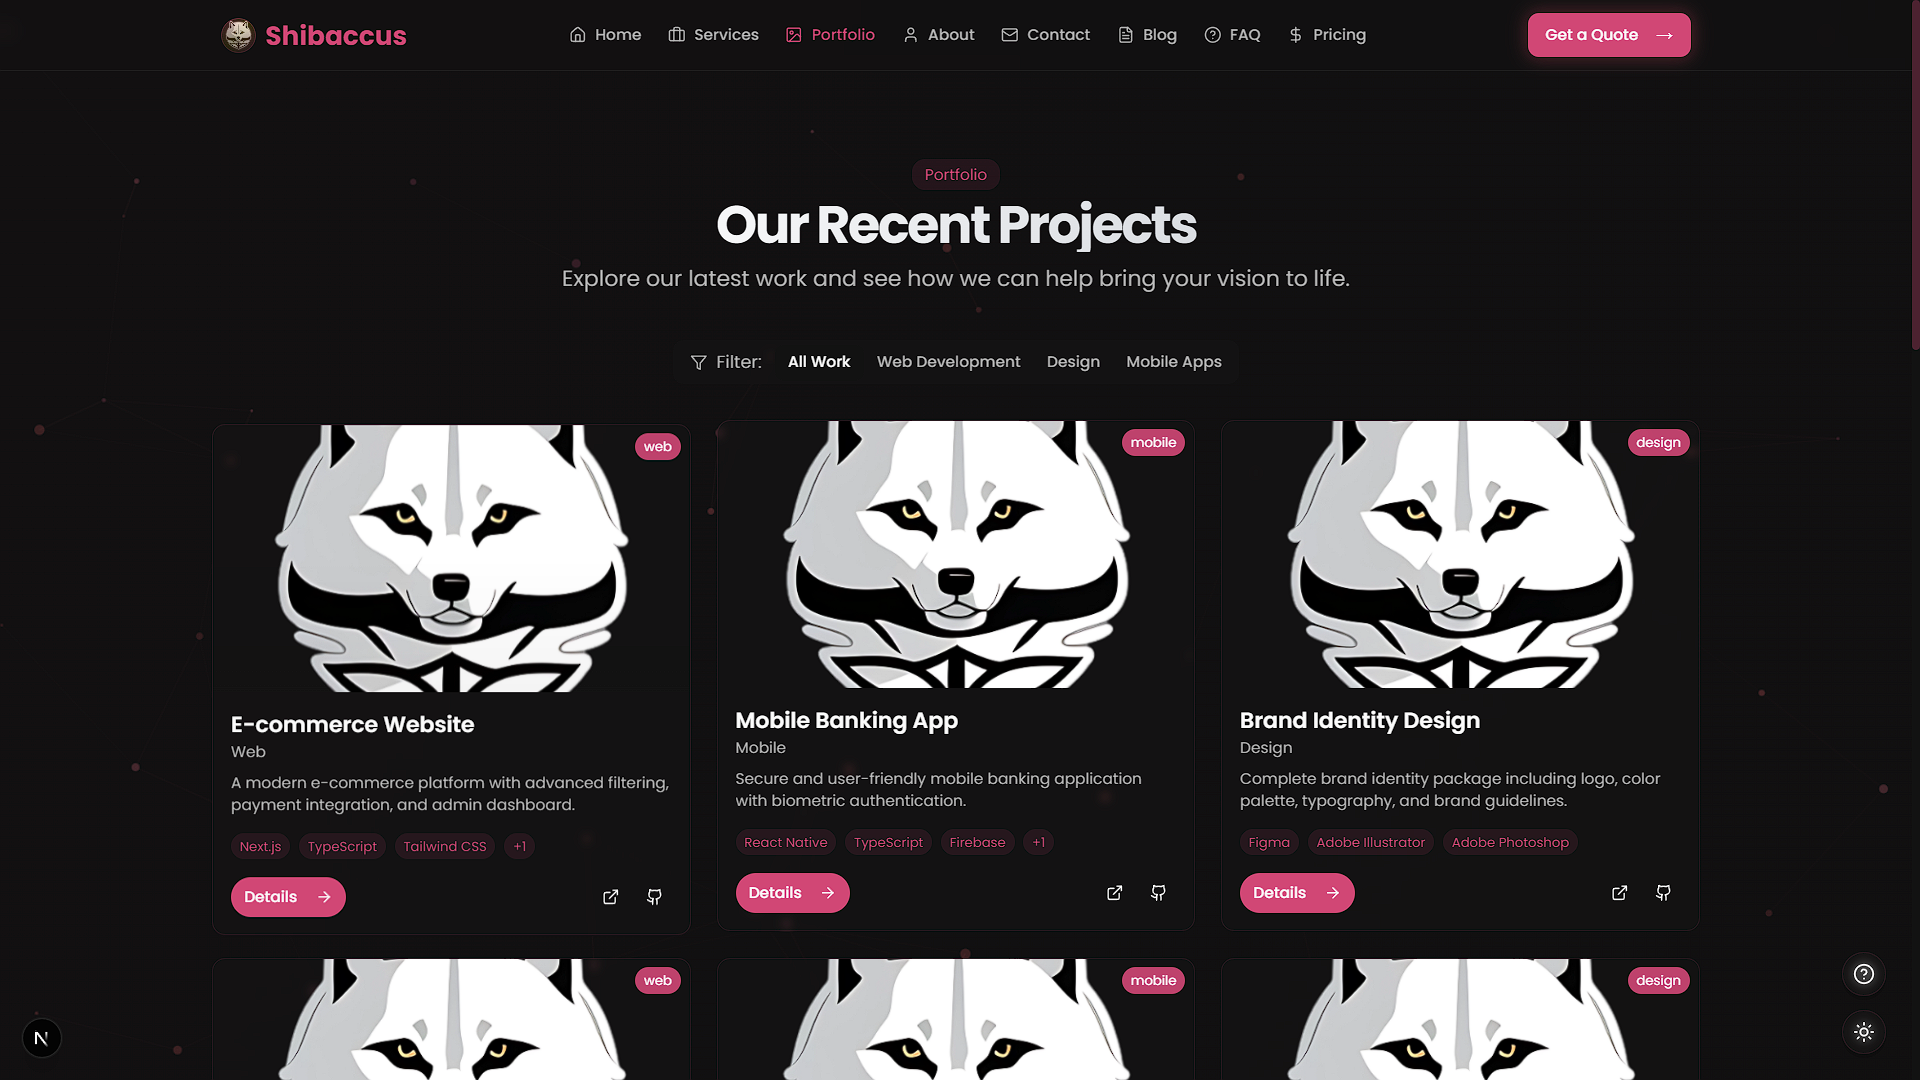 Shibaccus
Home Services Portfolio About Contact Blog FAQ Pricing
Get a Quote →
Portfolio
Our Recent Projects
Explore our latest work and see how we can help bring your vision to life.
Filter: All Work Web Development Design Mobile Apps
web
E-commerce Website
Web
A modern e-commerce platform with advanced filtering,
payment integration, and admin dashboard.
Next.js TypeScript Tailwind CSS +1
Details →
mobile
Mobile Banking App
Mobile
Secure and user-friendly mobile banking application
with biometric authentication.
React Native TypeScript Firebase +1
Details →
design
Brand Identity Design
Design
Complete brand identity package including logo, color
palette, typography, and brand guidelines.
Figma Adobe Illustrator Adobe Photoshop
Details →
web
mobile
design
N